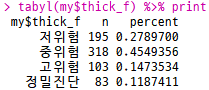 > tabyl(my$thick_f) %>% print
my$thick_f n percent
저위험 195 0.2789700
중위험 318 0.4549356
고위험 103 0.1473534
정밀진단 83 0.1187411